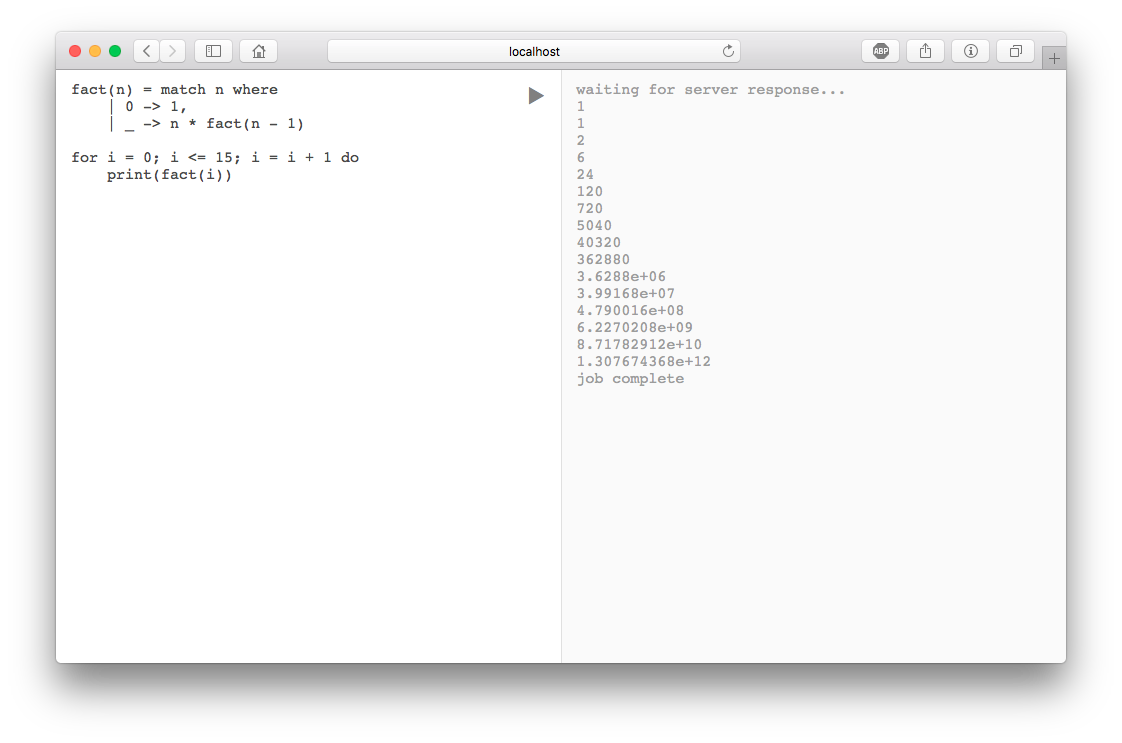 localhost
ABP
fact(n) = match n where
    | 0 -> 1,
    | _ -> n * fact(n - 1)
for i = 0; i <= 15; i = i + 1 do
    print(fact(i))
waiting for server response...
1
1
2
6
24
120
720
5040
40320
362880
3.6288e+06
3.99168e+07
4.790016e+08
6.2270208e+09
8.71782912e+10
1.307674368e+12
job complete